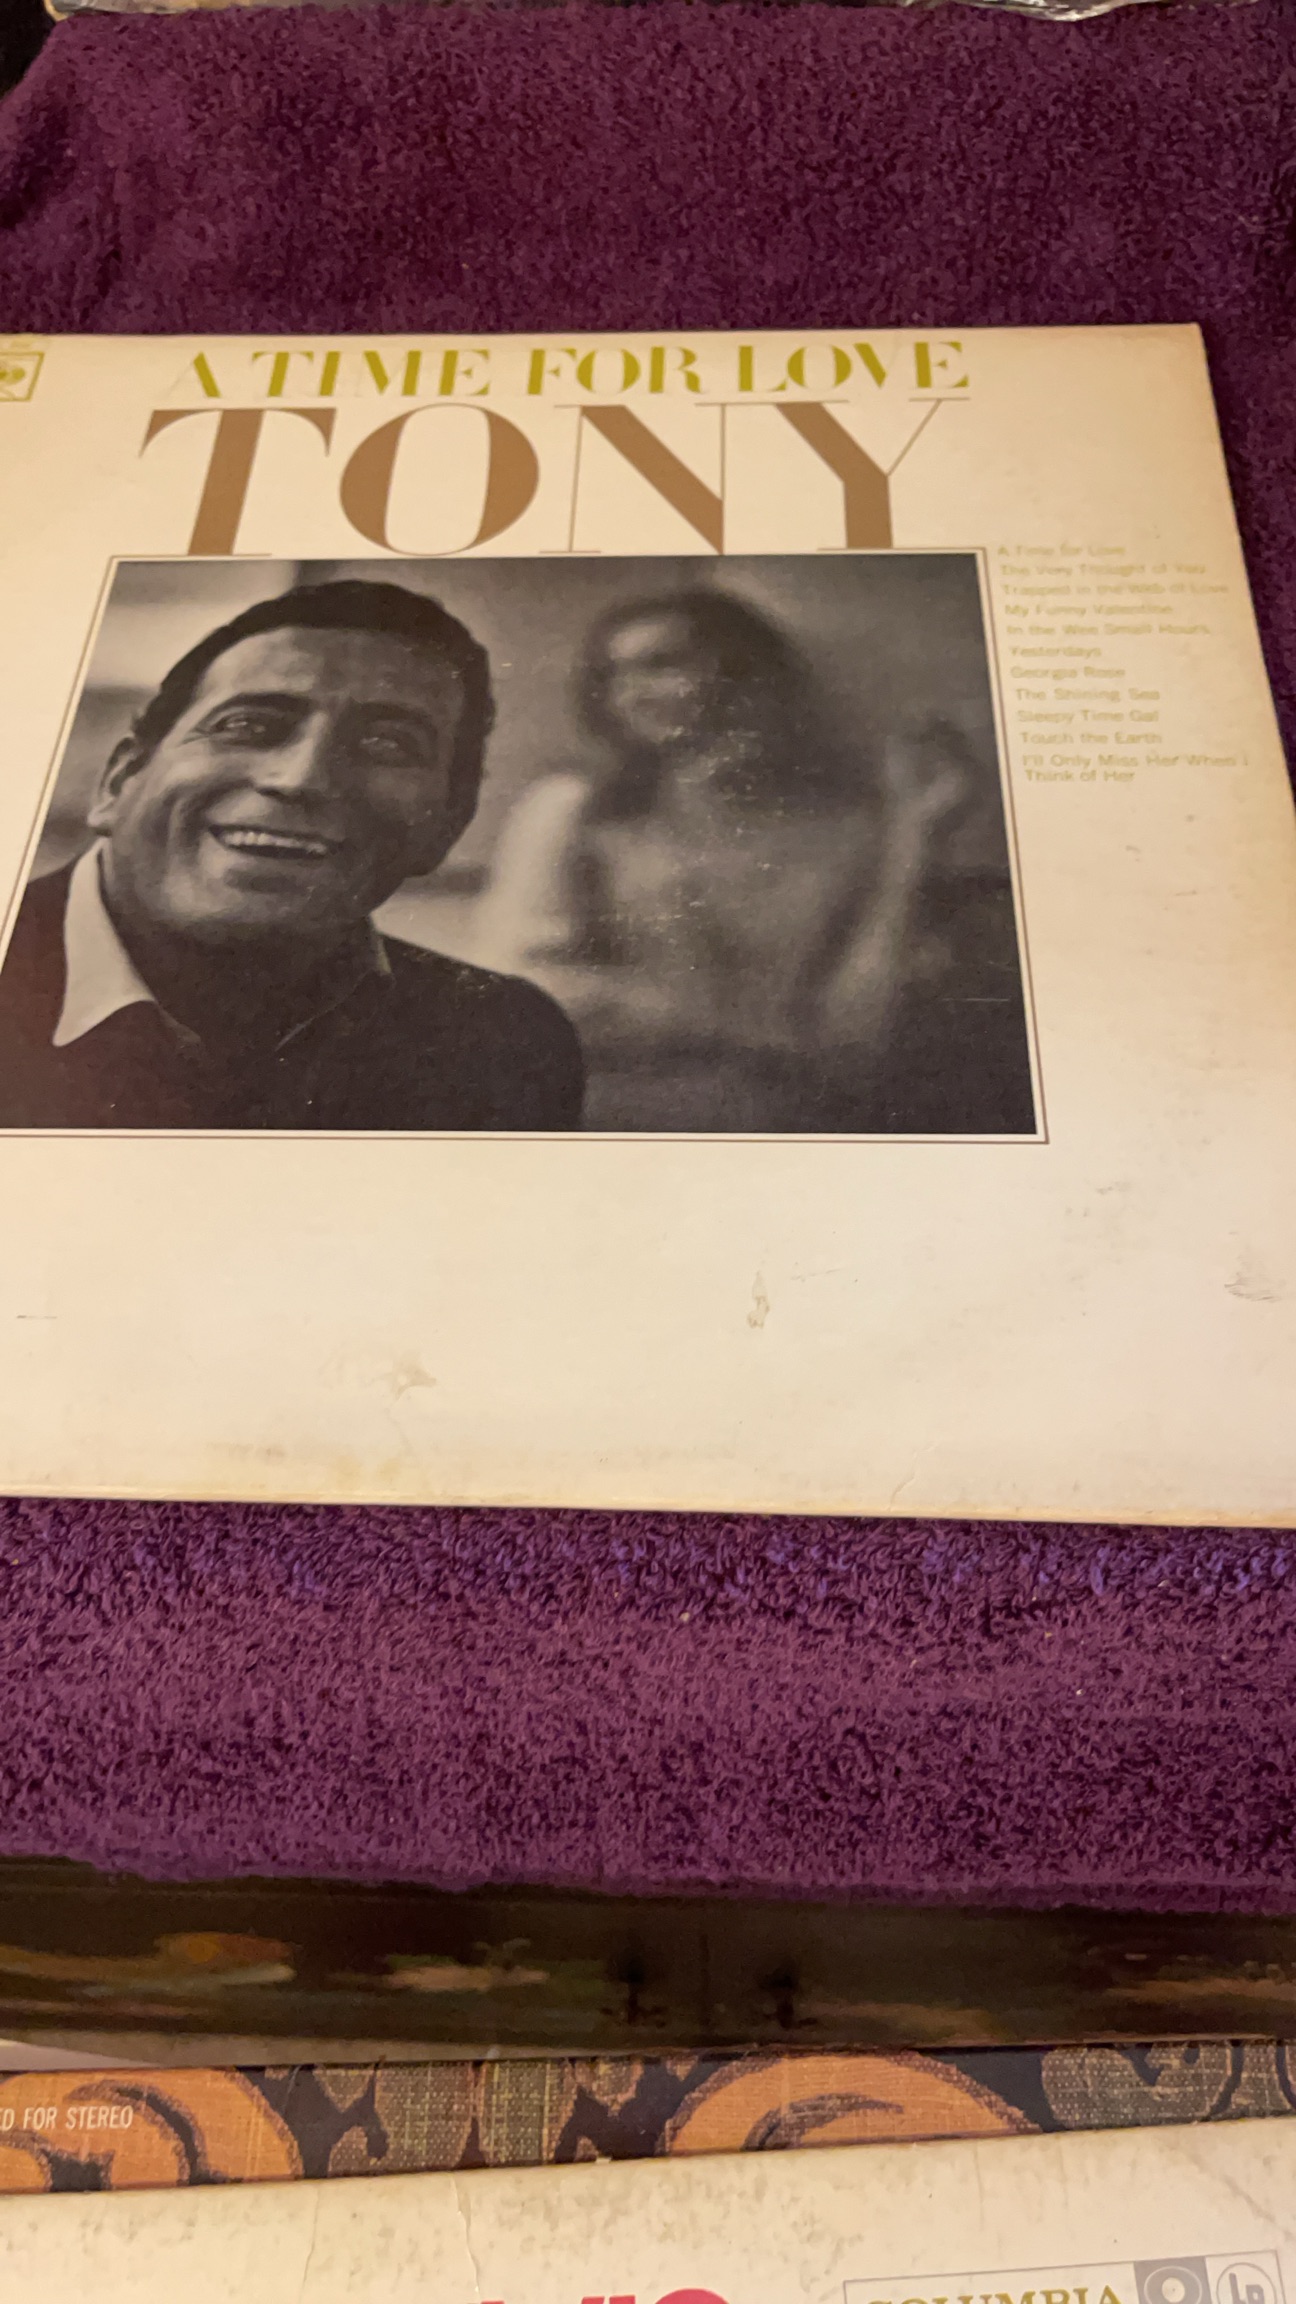 A TIME FOR LOVE
TONY
A Time for Love
The Very Thought of You
Trapped in the Web of Love
My Funny Valentine
In the Wee Small Hours
Yesterdays
Georgia Rose
The Shining Sea
Sleepy Time Gal
Touch the Earth
I'll Only Miss Her When I
Think of Her
FOR STEREO
COLUMBIA